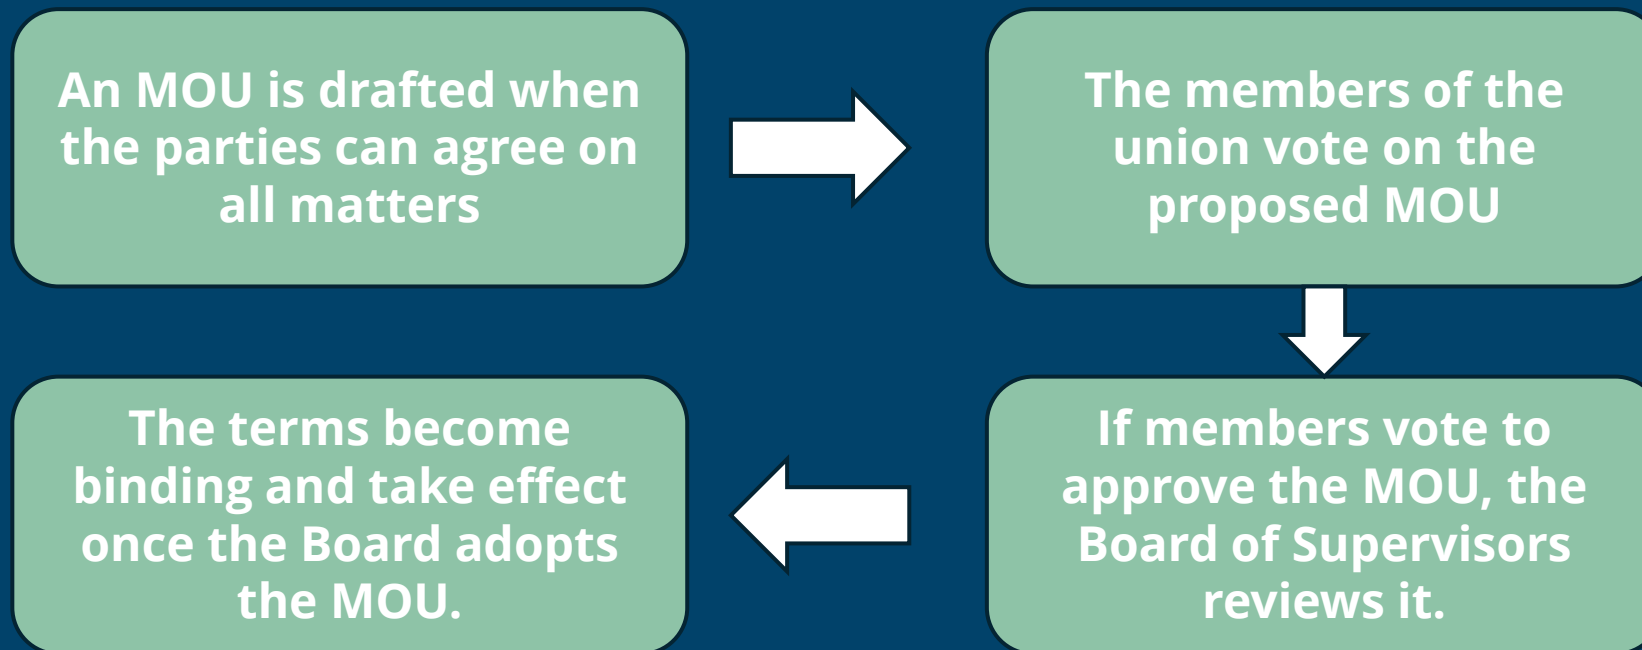 An MOU is drafted when
the parties can agree on
all matters
The members of the
union vote on the
proposed MOU
If members vote to
approve the MOU, the
Board of Supervisors
reviews it.
The terms become
binding and take effect
once the Board adopts
the MOU.